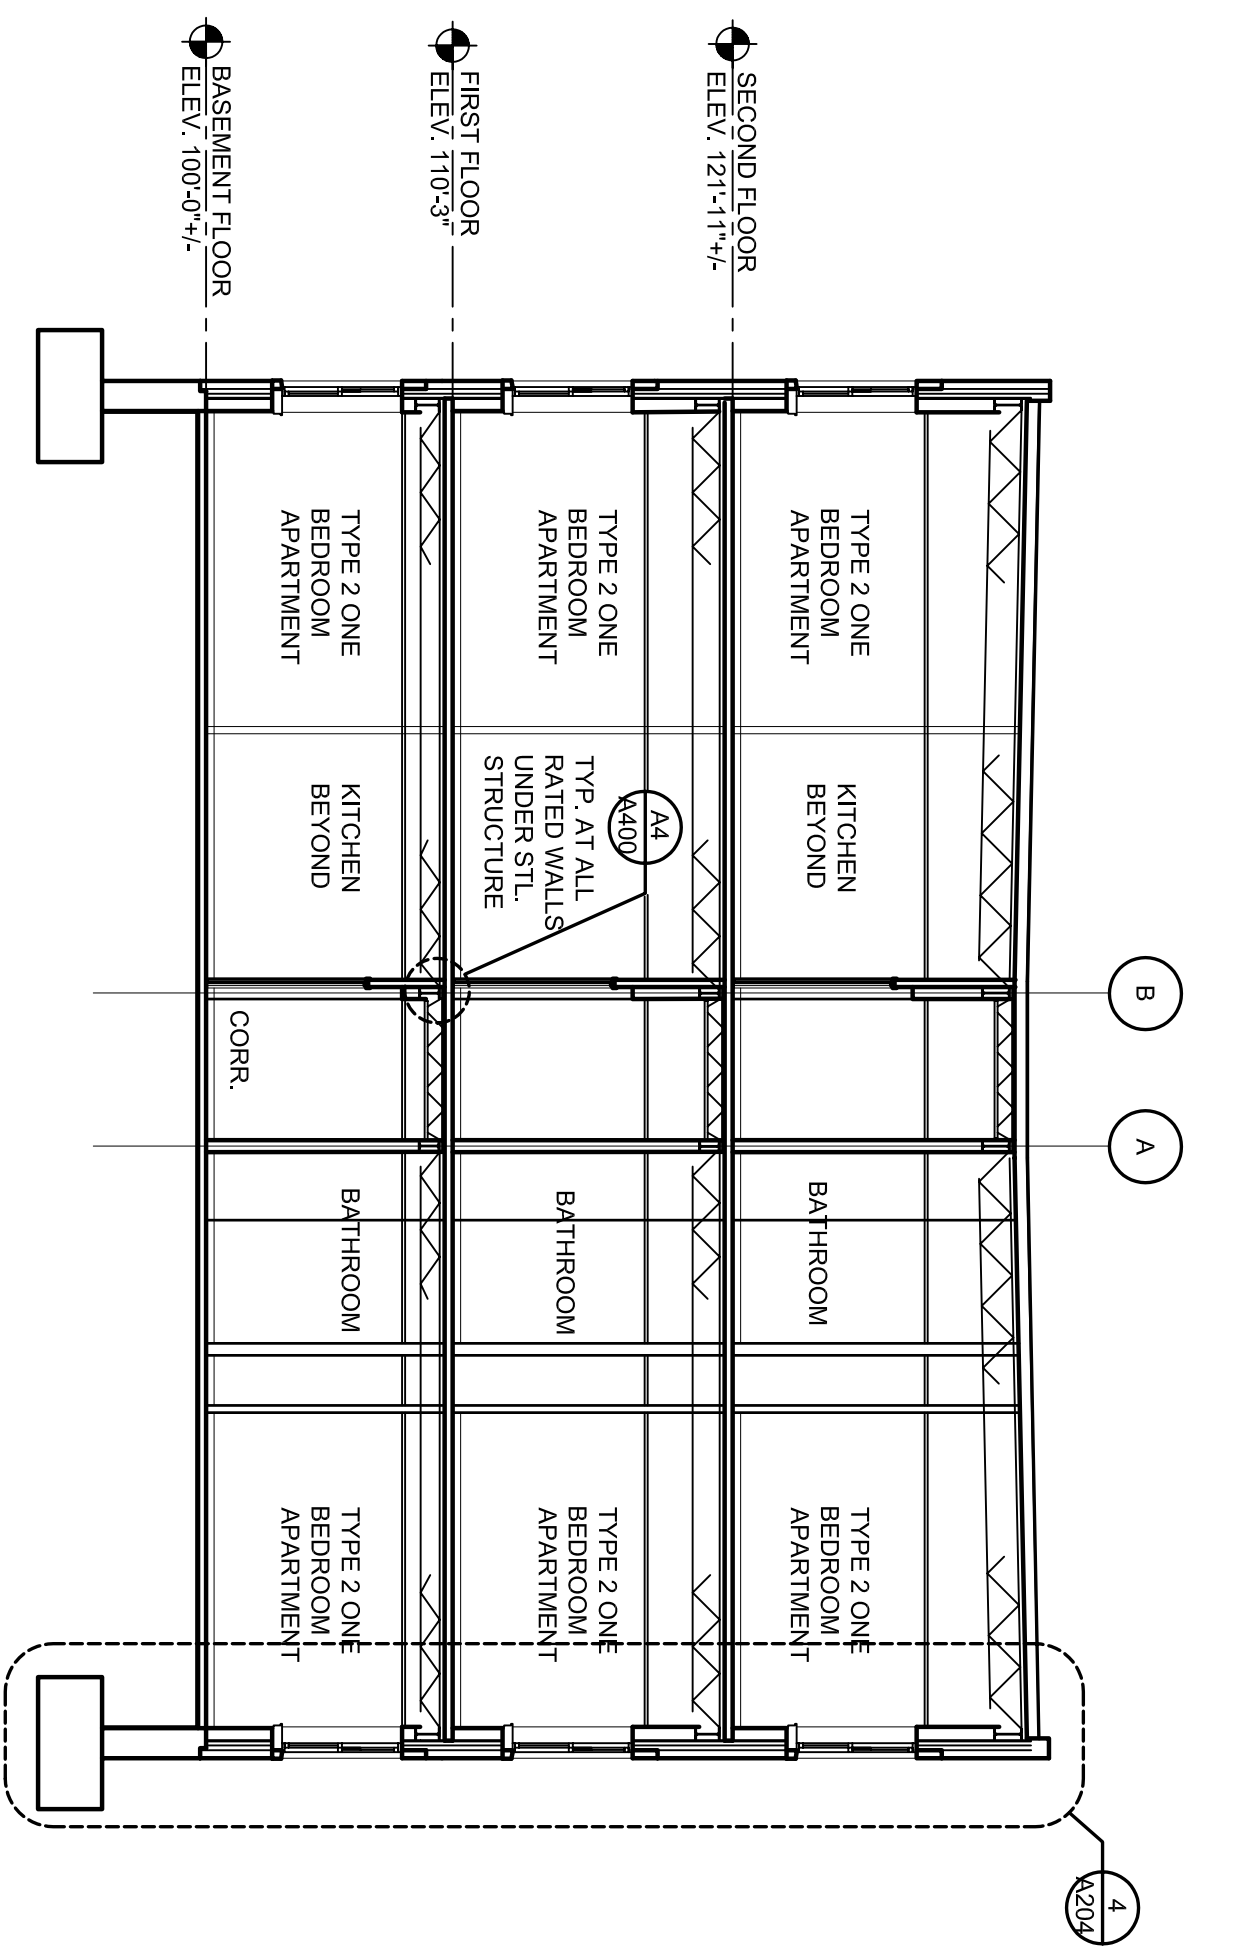 B
A
SECOND FLOOR
ELEV. 121'-11"+/-
TYPE 2 ONE
BEDROOM
APARTMENT
KITCHEN
BEYOND
BATHROOM
TYPE 2 ONE
BEDROOM
APARTMENT
4
A204
FIRST FLOOR
ELEV. 110'-3"
TYPE 2 ONE
BEDROOM
APARTMENT
A4
A400
TYP. AT ALL
RATED WALLS
UNDER STL.
STRUCTURE
BATHROOM
TYPE 2 ONE
BEDROOM
APARTMENT
BASEMENT FLOOR
ELEV. 100'-0"+/-
TYPE 2 ONE
BEDROOM
APARTMENT
KITCHEN
BEYOND
CORR.
BATHROOM
TYPE 2 ONE
BEDROOM
APARTMENT